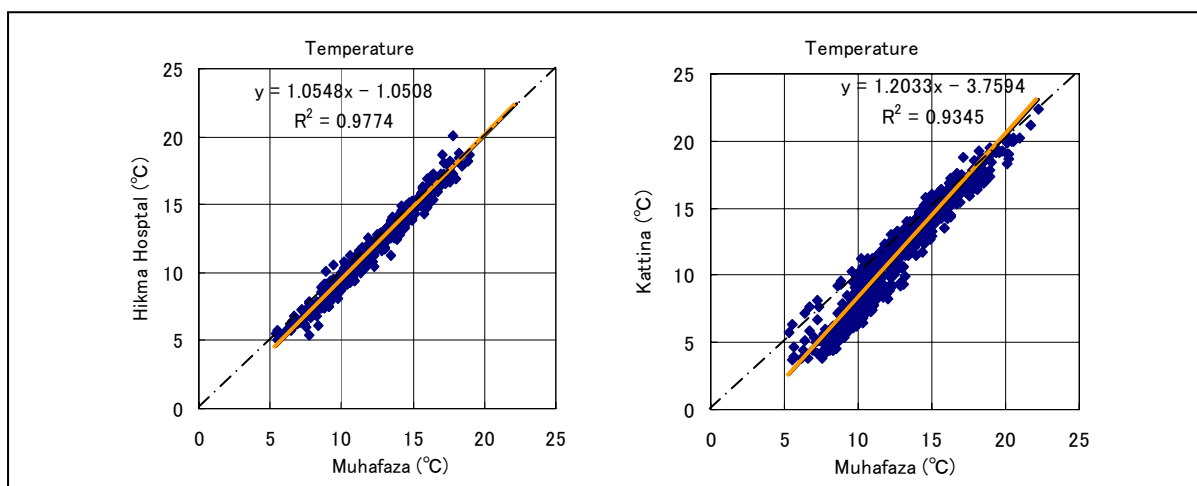 Temperature
y = 1.0548x − 1.0508
R² = 0.9774
Hikma Hosptal (℃)
25
20
15
10
5
0
0 5 10 15 20 25
Muhafaza (℃)
Temperature
y = 1.2033x − 3.7594
R² = 0.9345
Kattina (℃)
25
20
15
10
5
0
0 5 10 15 20 25
Muhafaza (℃)